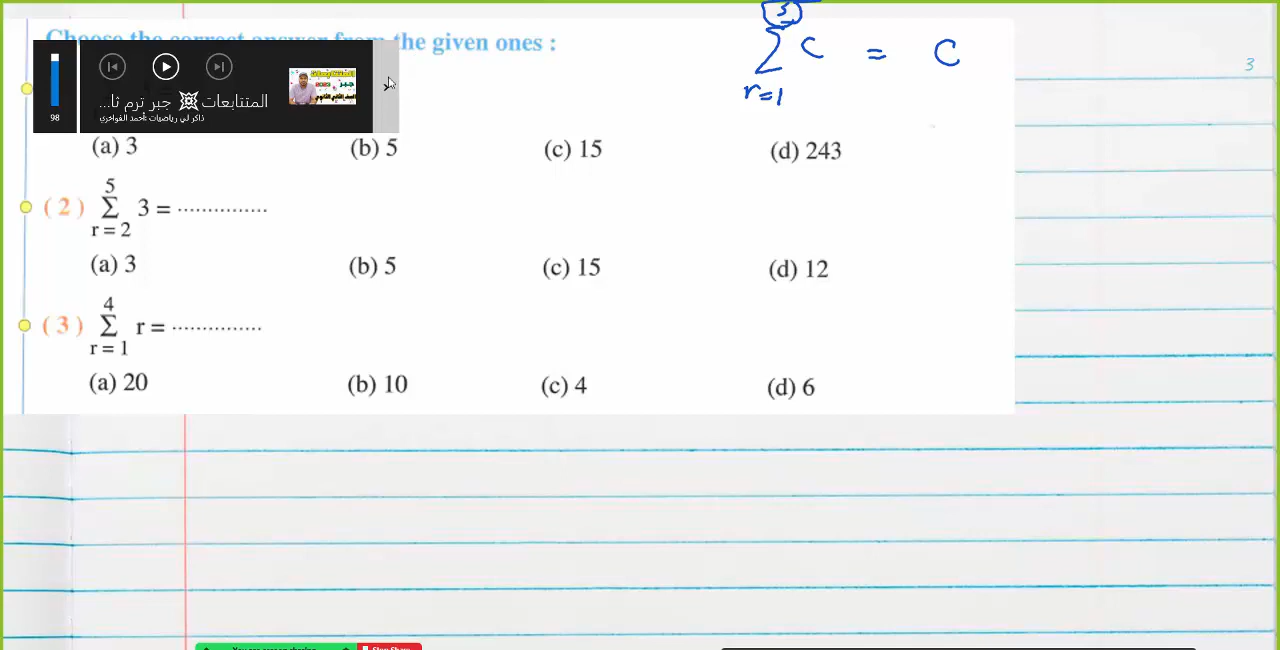 Choose the correct answer from the given ones :
3
∑ C = C
r=1
3
98
المتتابعات 💥 جبر ترم تا...
ذاكر لي رياضيات :أحمد الفواخري
(a) 3 (b) 5 (c) 15 (d) 243
(2) 5
Σ 3 = ...............
r = 2
(a) 3 (b) 5 (c) 15 (d) 12
(3) 4
Σ r = ...............
r = 1
(a) 20 (b) 10 (c) 4 (d) 6